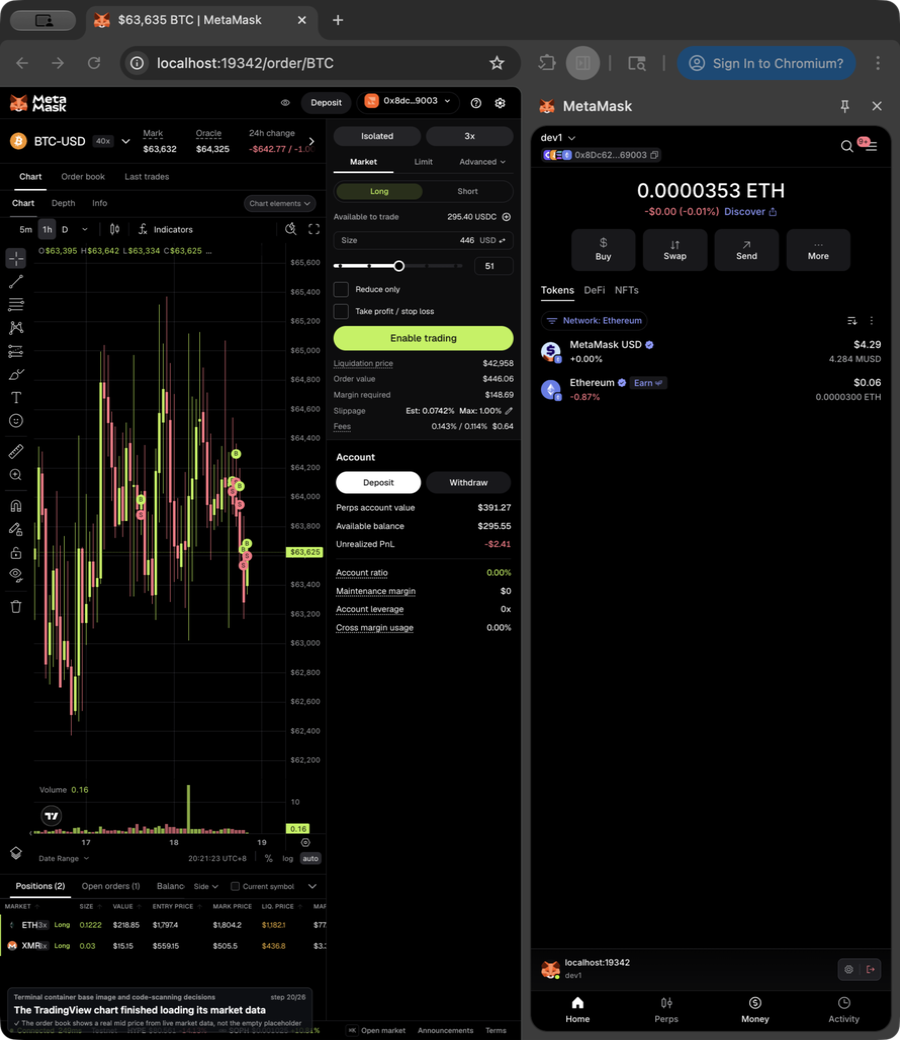 $63,635 BTC | MetaMask
localhost:19342/order/BTC
Sign In to Chromium?
Meta
Mask
Deposit
0x8dc...9003
BTC-USD
40x
Mark
$63,632
Oracle
$64,325
24h change
-$642.77 / -1.0
Chart
Order book
Last trades
Chart
Depth
Info
Chart elements
5m
1h
D
Indicators
O$63,395 H$63,642 L$63,334 C$63,625 ...
$65,600
$65,200
$65,000
$64,800
$64,600
$64,400
$64,200
$64,000
$63,800
$63,625
$63,400
$63,200
$63,000
$62,800
$62,600
$62,400
$62,200
Volume 0.16
10
0.16
17
18
19
Date Range
20:21:23 UTC+8
%
log
auto
Isolated
3x
Market
Limit
Advanced
Long
Short
Available to trade
295.40 USDC
Size
446 USD
51
Reduce only
Take profit / stop loss
Enable trading
Liquidation price
$42,958
Order value
$446.06
Margin required
$148.69
Slippage
Est: 0.0742% Max: 1.00%
Fees
0.143% / 0.114% $0.64
Account
Deposit
Withdraw
Perps account value
$391.27
Available balance
$295.55
Unrealized PnL
-$2.41
Account ratio
0.00%
Maintenance margin
$0
Account leverage
0x
Cross margin usage
0.00%
Positions (2)
Open orders (1)
Balanc
Side
Current symbol
MARKET
SIZE
VALUE
ENTRY PRICE
MARK PRICE
LIQ. PRICE
MAR
ETH
3x
Long
0.1222
$218.85
$1,797.4
$1,804.2
$1,182.1
$77
XMR
Long
0.03
$15.15
$559.15
$505.5
$436.8
$3.
Terminal container base image and code-scanning decisions
step 20/26
The TradingView chart finished loading its market data
✓ The order book shows a real mid price from live market data, not the empty placeholder
Open market
Announcements
Terms
MetaMask
dev1
0x8Dc62...69003
9+
0.0000353 ETH
-$0.00 (-0.01%) Discover
Buy
Swap
Send
More
Tokens
DeFi
NFTs
Network: Ethereum
MetaMask USD
$4.29
+0.00%
4.284 MUSD
Ethereum
Earn
$0.06
-0.87%
0.0000300 ETH
localhost:19342
dev1
Home
Perps
Money
Activity